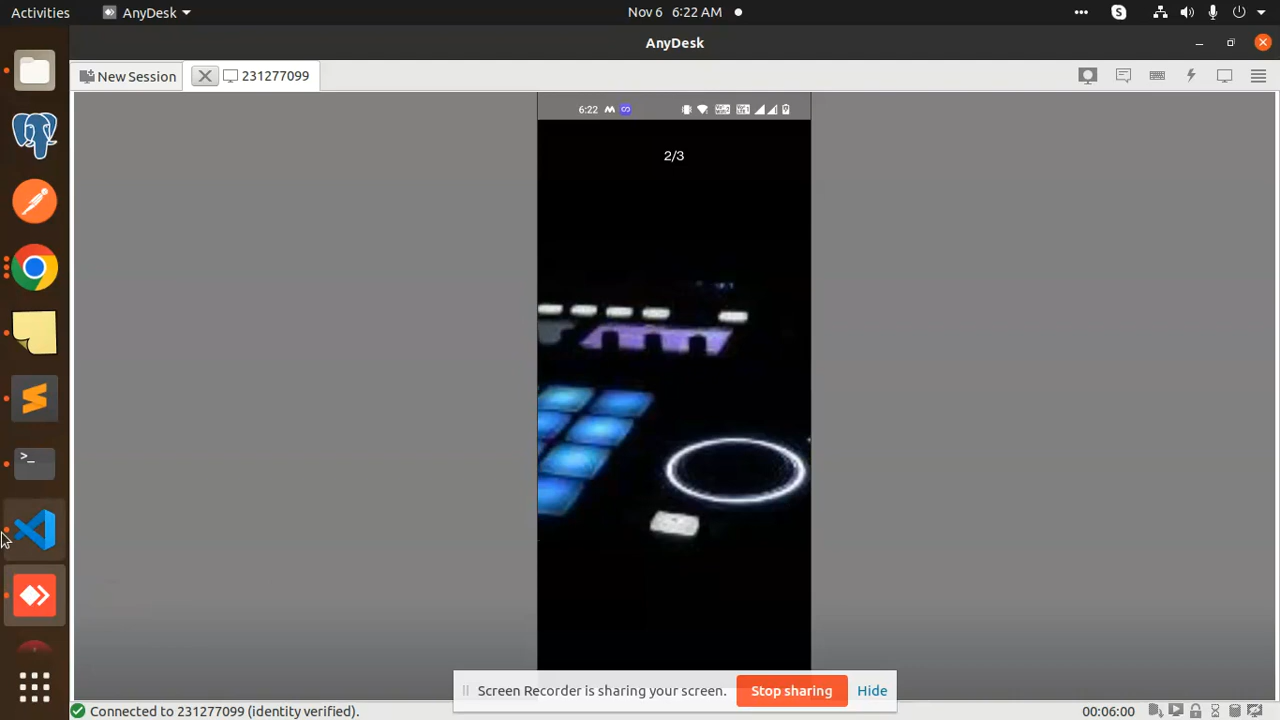 Activities
AnyDesk
Nov 6 6:22 AM
AnyDesk
New Session
231277099
6:22
2/3
Screen Recorder is sharing your screen.
Stop sharing
Hide
Connected to 231277099 (identity verified).
00:06:00